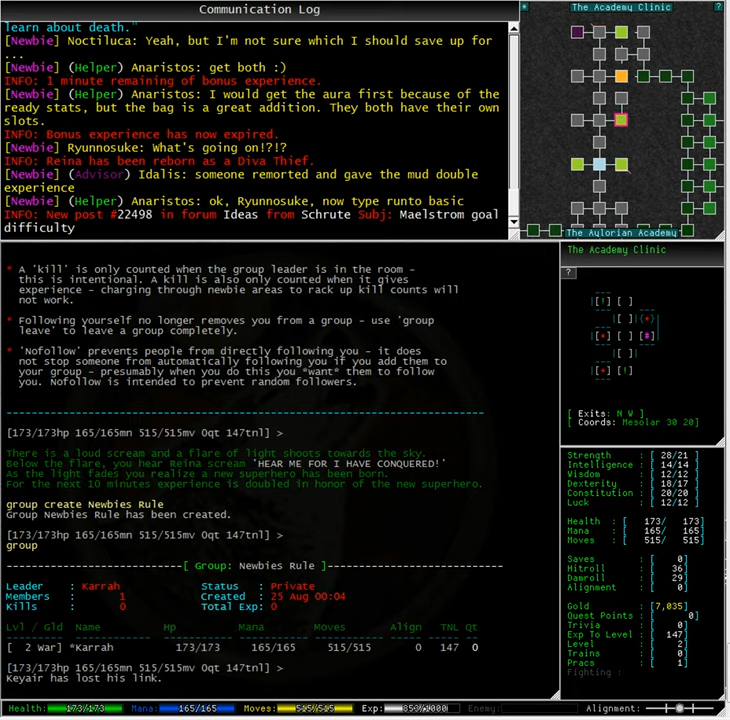 Communication Log
learn about death."
[Newbie] Noctiluca: Yeah, but I'm not sure which I should save up for
...
[Newbie] (Helper) Anaristos: get both :)
INFO: 1 minute remaining of bonus experience.
[Newbie] (Helper) Anaristos: I would get the aura first because of the
ready stats, but the bag is a great addition. They both have their own
slots.
INFO: Bonus experience has now expired.
[Newbie] Ryunnosuke: What's going on!?!?
INFO: Reina has been reborn as a Diva Thief.
[Newbie] (Advisor) Idalis: someone remorted and gave the mud double
experience
[Newbie] (Helper) Anaristos: ok, Ryunnosuke, now type runto basic
INFO: New post #22498 in forum Ideas from Schrute Subj: Maelstrom goal
difficulty
* The Academy Clinic ?
The Aylorian Academy
* A 'kill' is only counted when the group leader is in the room -
this is intentional. A kill is also only counted when it gives
experience - charging through newbie areas to rack up kill counts will
not work.
* Following yourself no longer removes you from a group - use 'group
leave' to leave a group completely.
* 'Nofollow' prevents people from directly following you - it does
not stop someone from automatically following you if you add them to
your group - presumably when you do this you *want* them to follow
you. Nofollow is intended to prevent random followers.
[173/173hp 165/165mn 515/515mv 0qt 147tnl] >
There is a loud scream and a flare of light shoots towards the sky.
Below the flare, you hear Reina scream 'HEAR ME FOR I HAVE CONQUERED!'
As the light fades you realize a new superhero has been born.
For the next 10 minutes experience is doubled in honor of the new superhero.
group create Newbies Rule
Group Newbies Rule has been created.
[173/173hp 165/165mn 515/515mv 0qt 147tnl] >
group
[ Group: Newbies Rule ]
Leader : Karrah Status : Private
Members : 1 Created : 25 Aug 00:04
Kills : 0 Total Exp: 0
Lvl / Gld Name Hp Mana Moves Align TNL Qt
[ 2 War] *Karrah 173/173 165/165 515/515 0 147 0
[173/173hp 165/165mn 515/515mv 0qt 147tnl] >
Keyair has lost his link.
The Academy Clinic
?
[!] [ ]
[ ] [+]
[*] [ ] [#]
[ ]
[*] [!]
[ Exits: N W ]
[ Coords: Mesolar 30 20]
Strength : [ 28/21 ]
Intelligence : [ 14/14 ]
Wisdom : [ 12/12 ]
Dexterity : [ 18/17 ]
Constitution : [ 20/20 ]
Luck : [ 12/12 ]
Health : [ 173/ 173]
Mana : [ 165/ 165]
Moves : [ 515/ 515]
Saves : [ 0]
Hitroll : [ 36]
Damroll : [ 29]
Alignment : [ 0]
Gold : [7,035]
Quest Points : [ 0]
Trivia : [ 0]
Exp To Level : [ 147]
Level : [ 2]
Trains : [ 0]
Pracs : [ 1]
Fighting :
Health: 173/173 Mana: 165/165 Moves: 515/515 Exp: 853/1000 Enemy: Alignment: